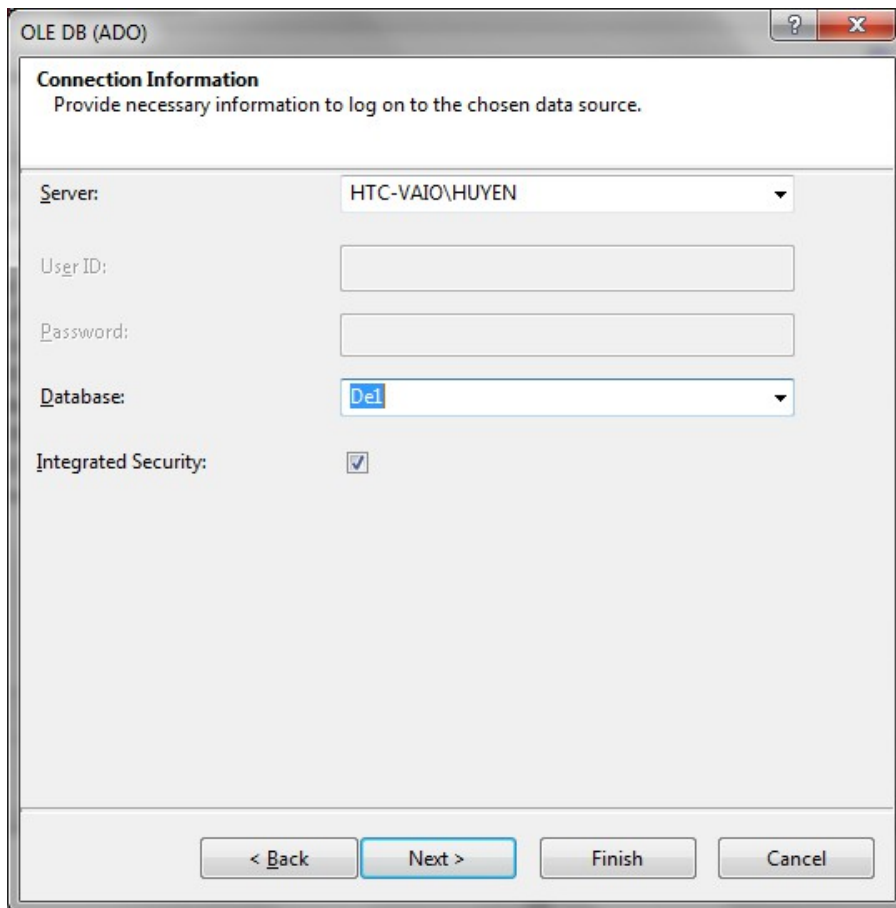 OLE DB (ADO)
Connection Information
Provide necessary information to log on to the chosen data source.
Server: HTC-VAIO\HUYEN
User ID:
Password:
Database: De1
Integrated Security:
< Back Next > Finish Cancel